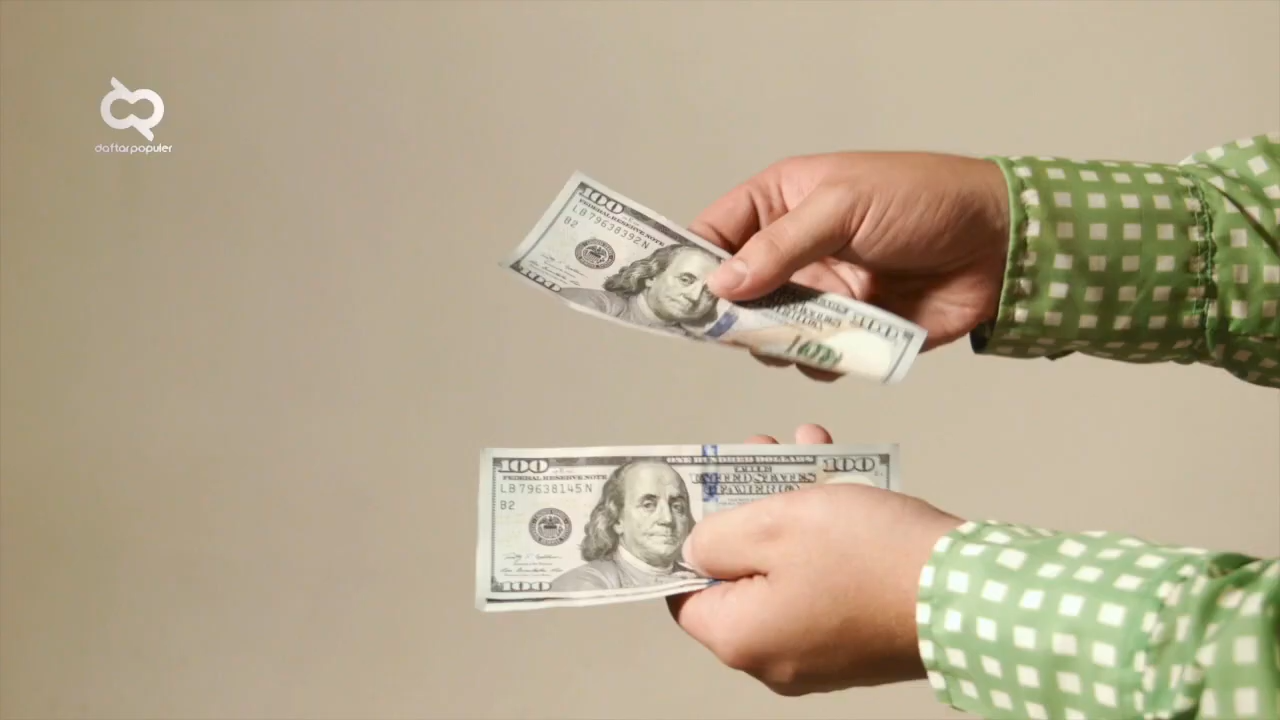 daftarpopuler
100
FEDERAL RESERVE NOTE
LB79638392N
B2
100
100
100
ONE HUNDRED DOLLARS
100
FEDERAL RESERVE NOTE
THE
UNITED STATES
OF AMERICA
LB79638145N
B2
100